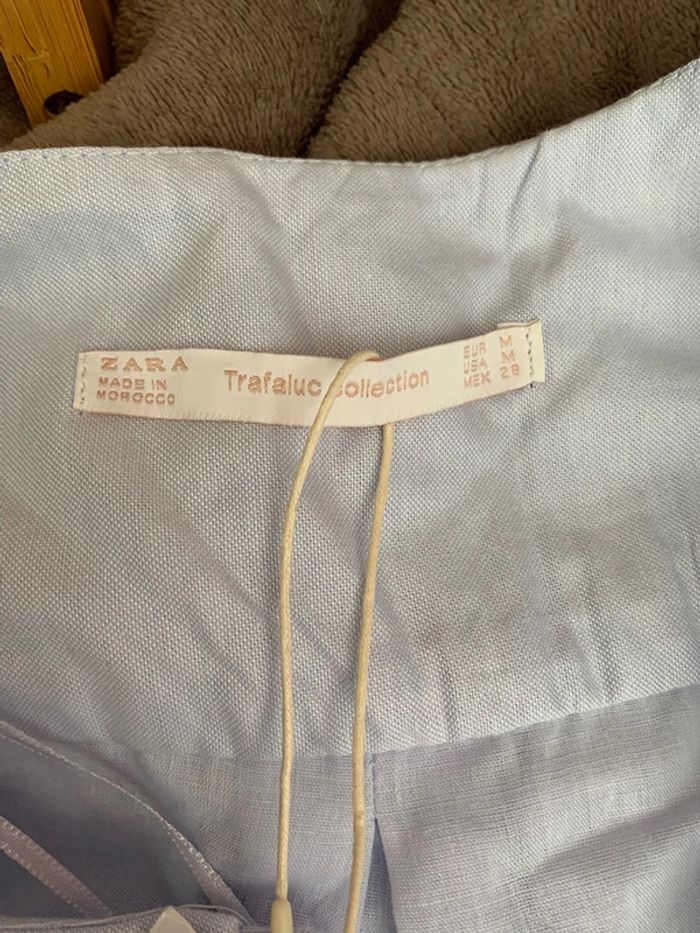 ZARA
MADE IN
MOROCCO
Trafaluc Collection
EUR M
USA M
MEX 28